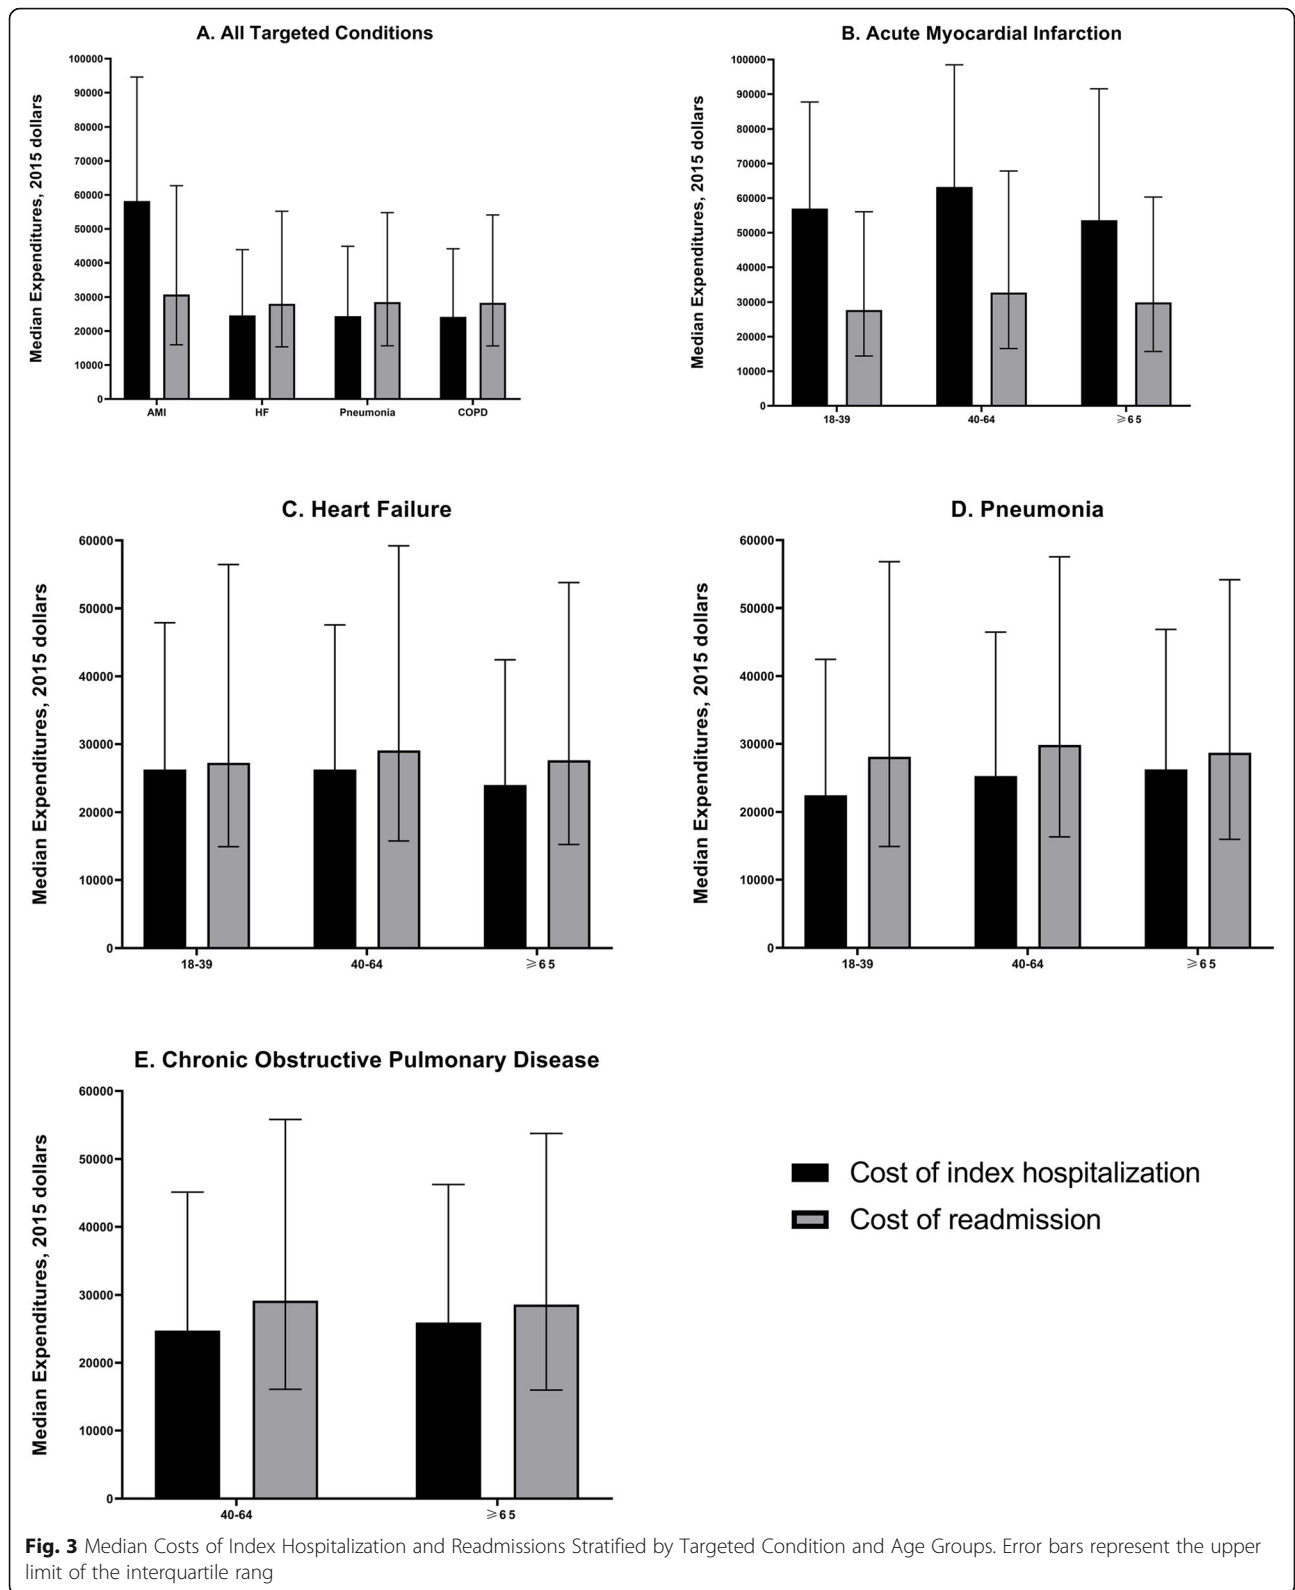 A. All Targeted Conditions
Median Expenditures, 2015 dollars
100000
90000
80000
70000
60000
50000
40000
30000
20000
10000
0
AMI HF Pneumonia COPD
B. Acute Myocardial Infarction
Median Expenditures, 2015 dollars
100000
90000
80000
70000
60000
50000
40000
30000
20000
10000
0
18-39 40-64 ⩾65
C. Heart Failure
Median Expenditures, 2015 dollars
60000
50000
40000
30000
20000
10000
0
18-39 40-64 ⩾65
D. Pneumonia
Median Expenditures, 2015 dollars
60000
50000
40000
30000
20000
10000
0
18-39 40-64 ⩾65
E. Chronic Obstructive Pulmonary Disease
Median Expenditures, 2015 dollars
60000
50000
40000
30000
20000
10000
0
40-64 ⩾65
Cost of index hospitalization
Cost of readmission
Fig. 3 Median Costs of Index Hospitalization and Readmissions Stratified by Targeted Condition and Age Groups. Error bars represent the upper
limit of the interquartile rang